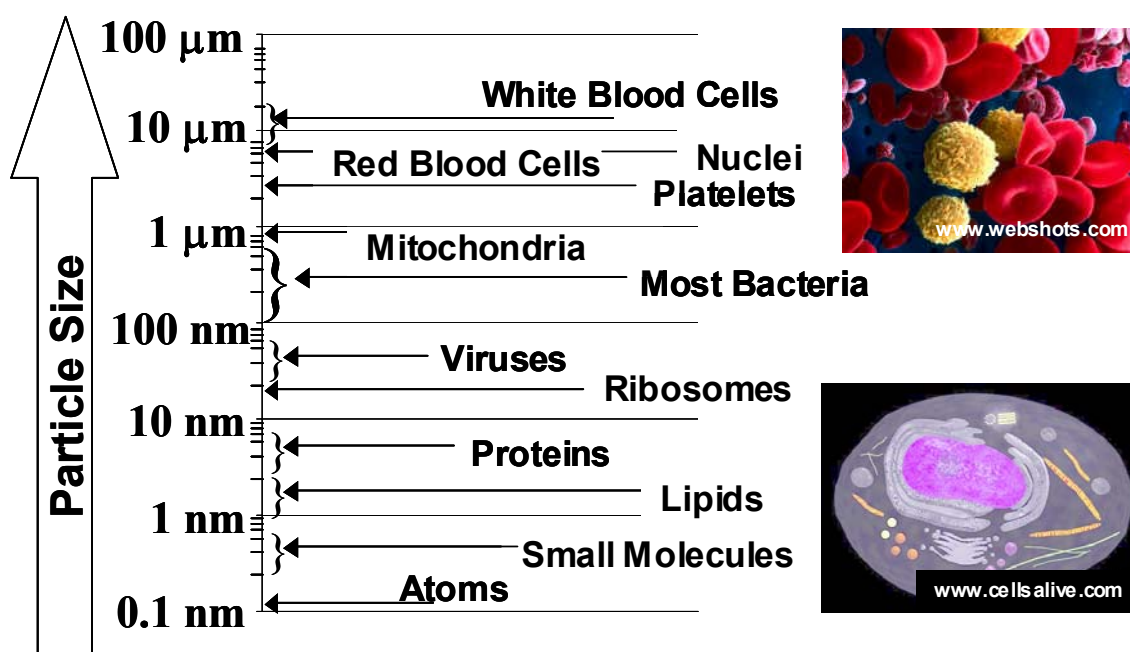 100 μm
White Blood Cells
10 μm
Red Blood Cells
Nuclei
Platelets
www.webshots.com
1 μm
Mitochondria
Most Bacteria
Particle Size
100 nm
Viruses
Ribosomes
10 nm
Proteins
Lipids
1 nm
Small Molecules
Atoms
www.cellsalive.com
0.1 nm